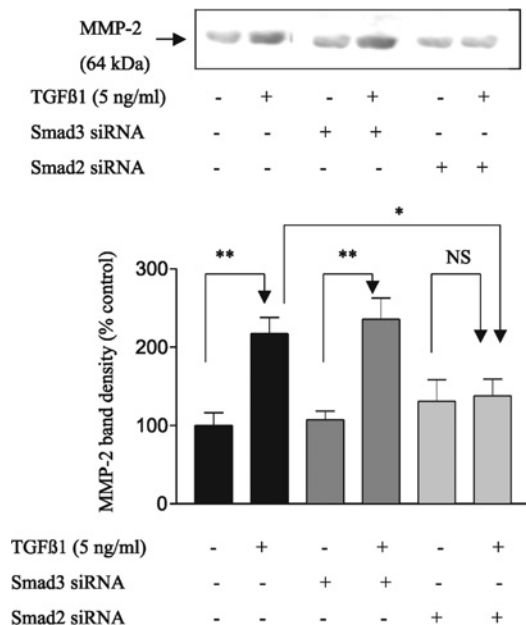 MMP-2
(64 kDa)
TGFß1 (5 ng/ml) - + - + - +
Smad3 siRNA - - + + - -
Smad2 siRNA - - - - + +
*
** ** NS
MMP-2 band density (% control)
300
200
100
0
TGFß1 (5 ng/ml) - + - + - +
Smad3 siRNA - - + + - -
Smad2 siRNA - - - - + +